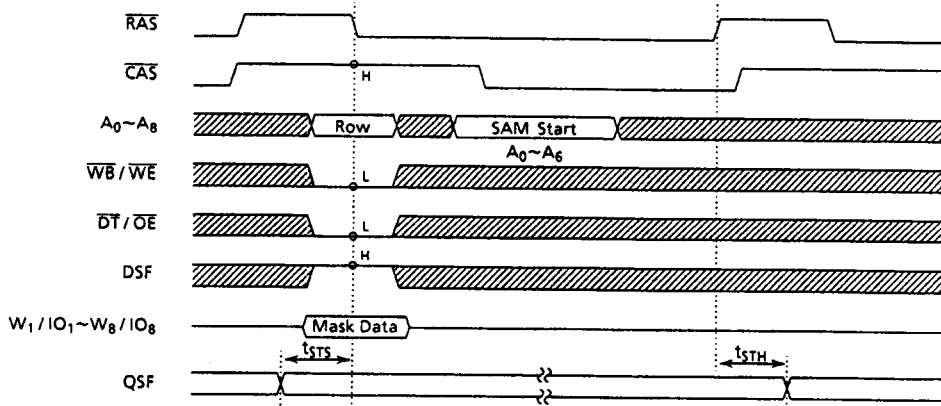 RAS
CAS
H
A0~A8
Row
SAM Start
A0~A6
WB / WE
L
DT / OE
L
DSF
H
W1 / IO1~W8 / IO8
Mask Data
tSTS
tSTH
QSF